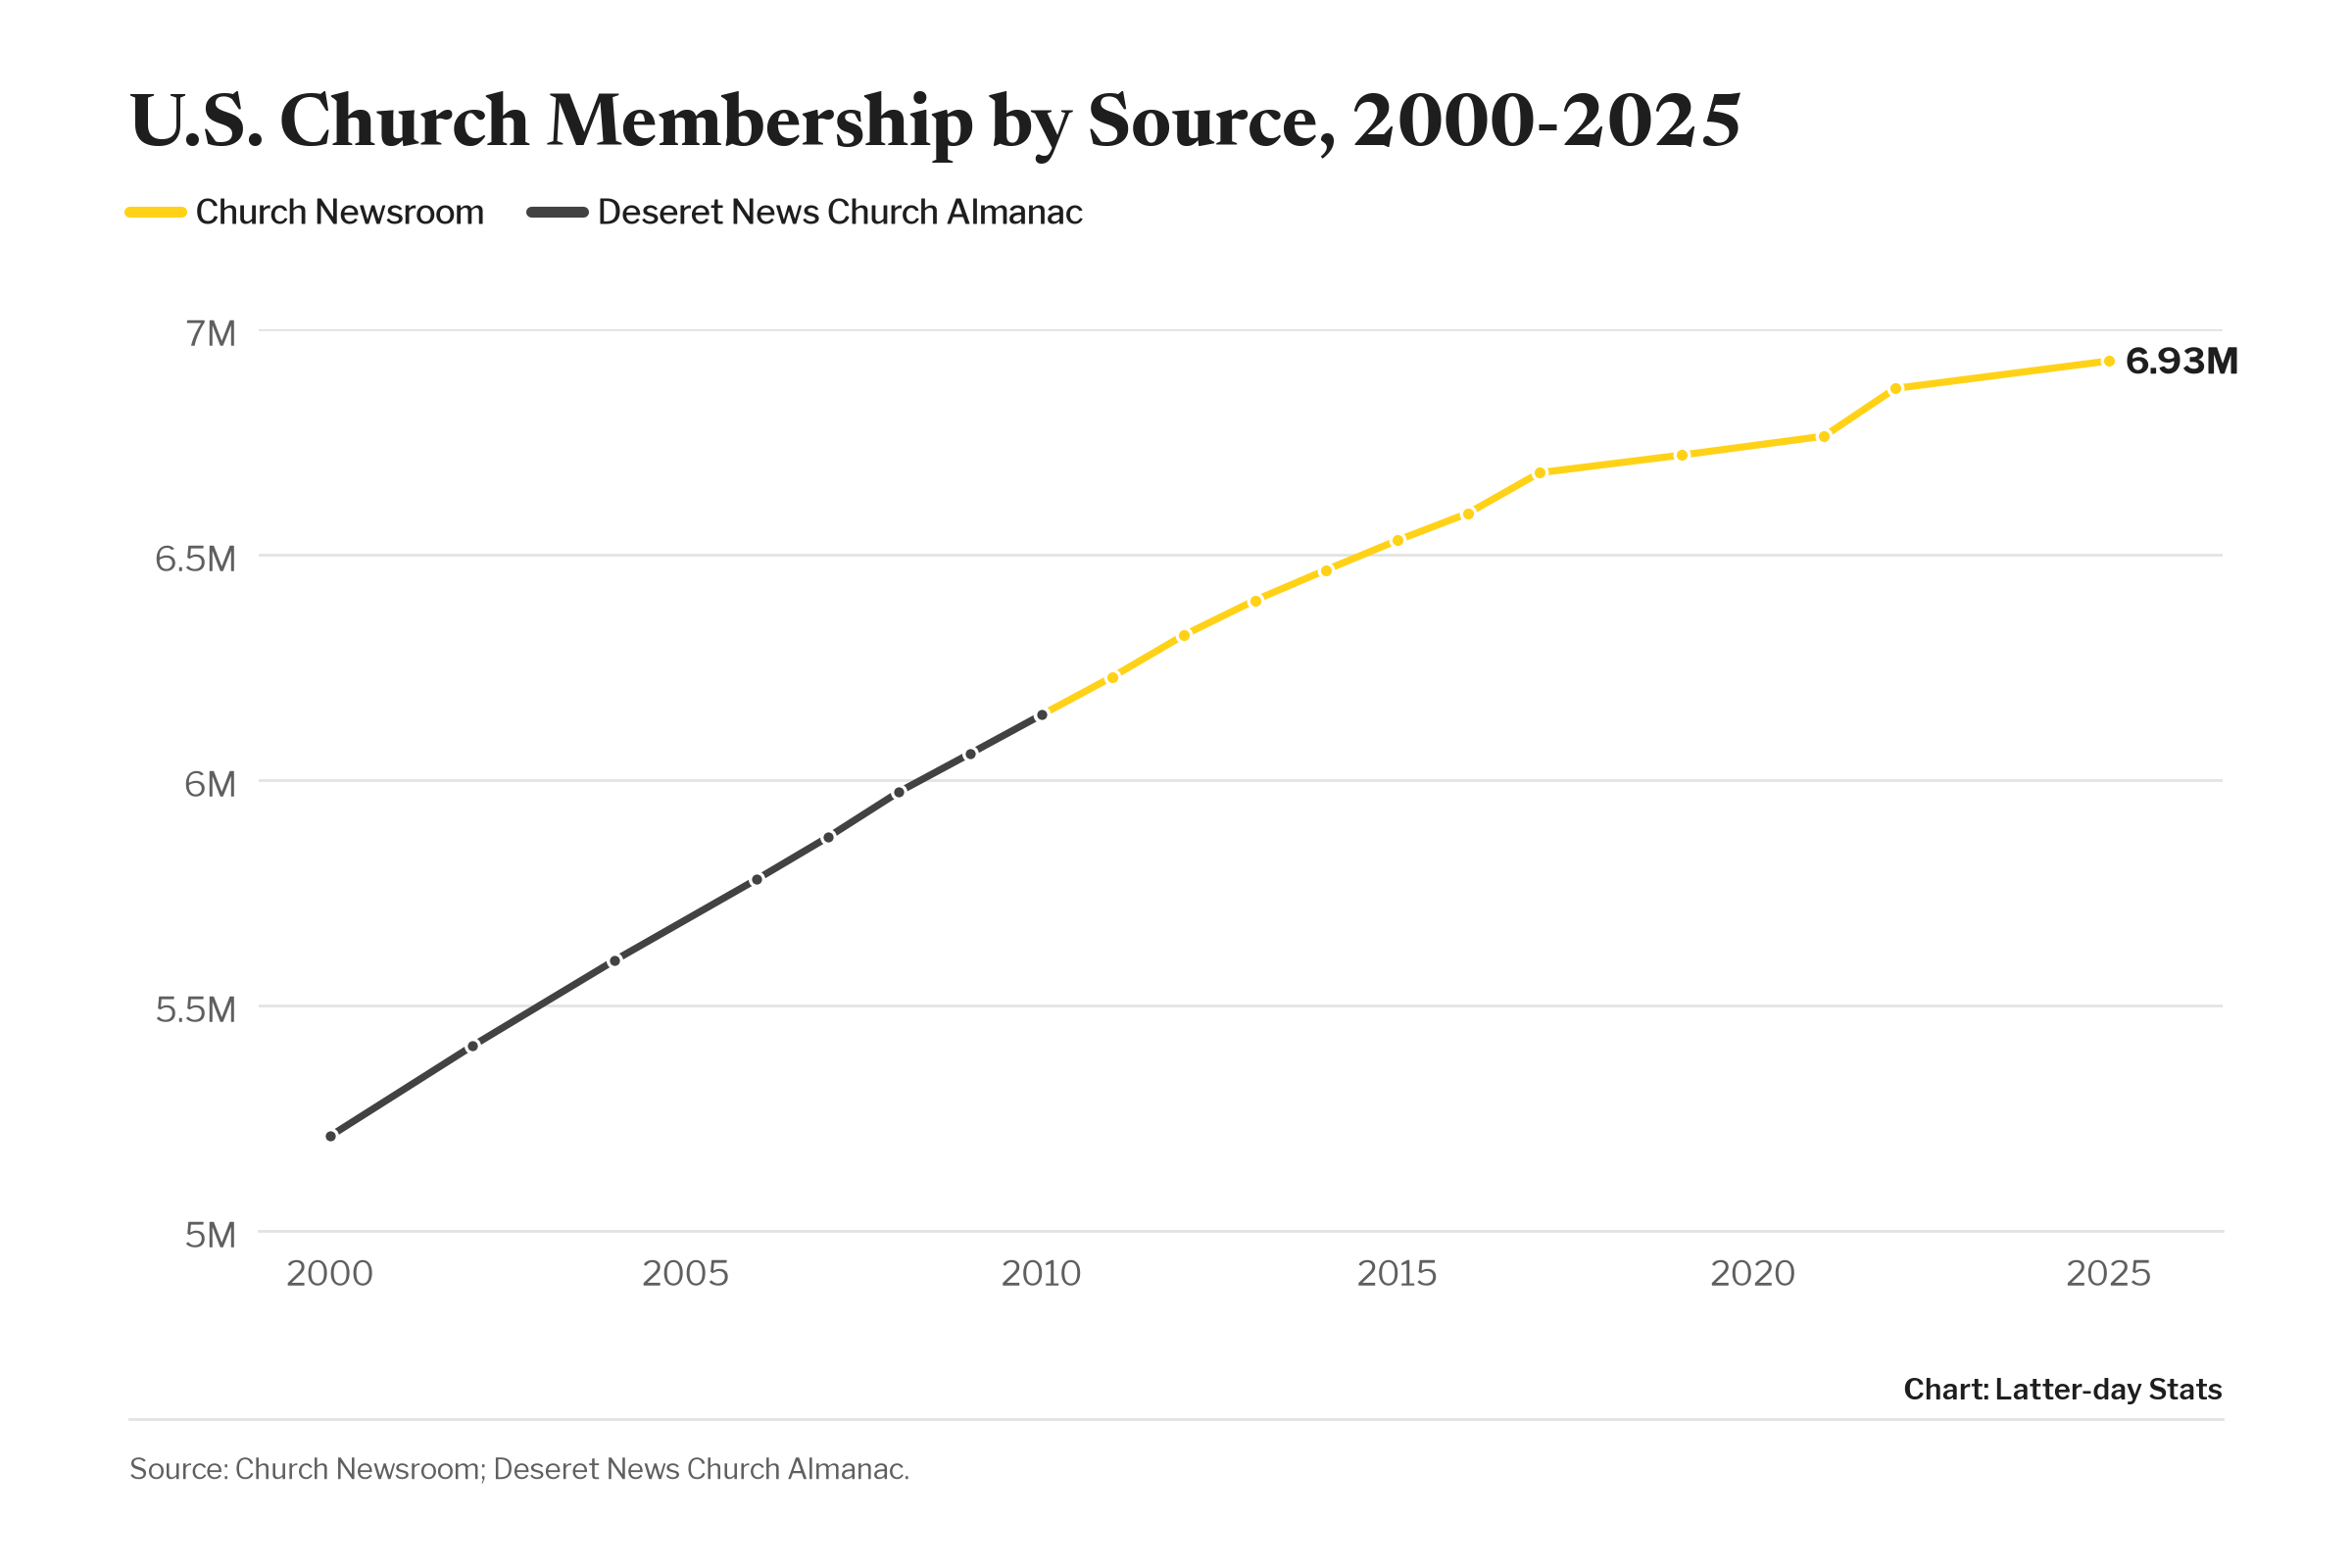 U.S. Church Membership by Source, 2000-2025
Church Newsroom Deseret News Church Almanac
7M
6.93M
6.5M
6M
5.5M
5M
2000 2005 2010 2015 2020 2025
Chart: Latter-day Stats
Source: Church Newsroom; Deseret News Church Almanac.